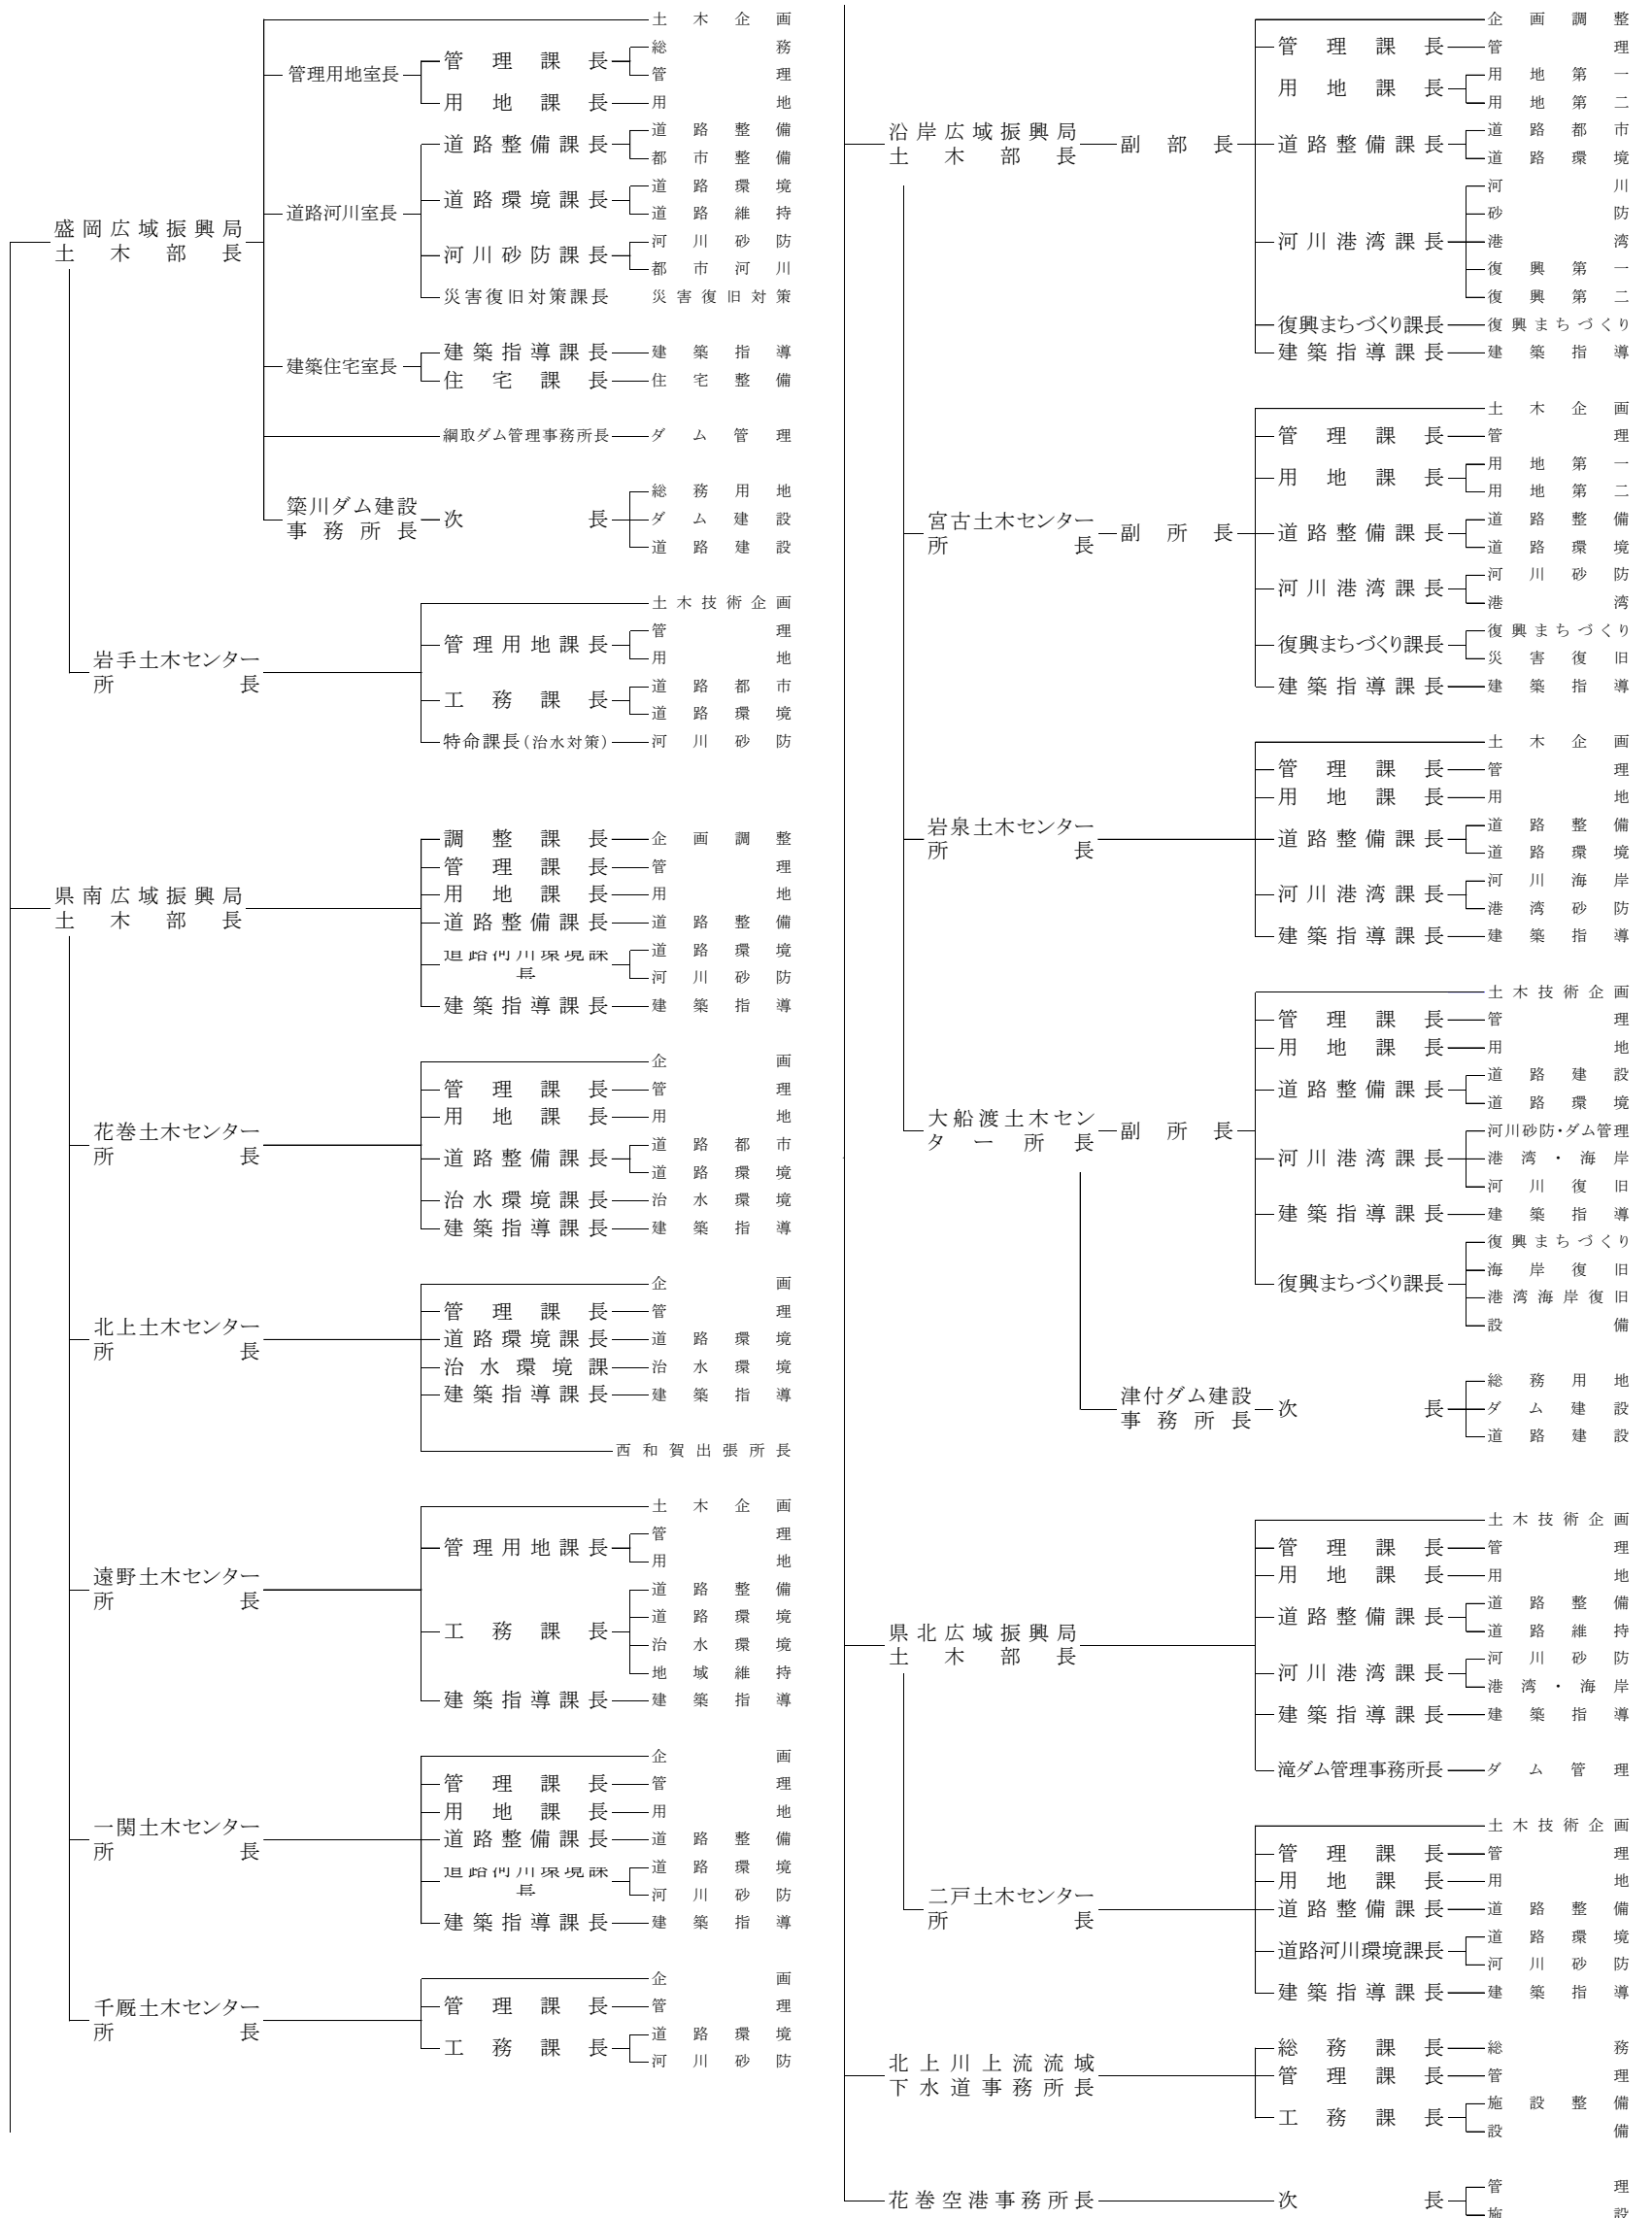 土木企画
管理用地室長 管理課長 総務
管理
用地課長 用地
道路河川室長 道路整備課長 道路整備
都市整備
道路環境課長 道路環境
道路維持
盛岡広域振興局
土木部長
河川砂防課長 河川砂防
都市河川
災害復旧対策課長 災害復旧対策
建築住宅室長 建築指導課長 建築指導
住宅課長 住宅整備
綱取ダム管理事務所長 ダム管理
簗川ダム建設
事務所長 次長 総務用地
ダム建設
道路建設
岩手土木センター
所長
土木技術企画
管理用地課長 管理
用地
工務課長 道路都市
道路環境
特命課長(治水対策) 河川砂防
県南広域振興局
土木部長
調整課長 企画調整
管理課長 管理
用地課長 用地
道路整備課長 道路整備
道路河川環境課
長 道路環境
河川砂防
建築指導課長 建築指導
花巻土木センター
所長
企画
管理課長 管理
用地課長 用地
道路整備課長 道路都市
道路環境
治水環境課長 治水環境
建築指導課長 建築指導
北上土木センター
所長
企画
管理課長 管理
道路環境課長 道路環境
治水環境課 治水環境
建築指導課長 建築指導
西和賀出張所長
遠野土木センター
所長
土木企画
管理用地課長 管理
用地
工務課長 道路整備
道路環境
治水環境
地域維持
建築指導課長 建築指導
一関土木センター
所長
企画
管理課長 管理
用地課長 用地
道路整備課長 道路整備
道路河川環境課
長 道路環境
河川砂防
建築指導課長 建築指導
千厩土木センター
所長
企画
管理課長 管理
工務課長 道路環境
河川砂防
沿岸広域振興局
土木部長 副部長
企画調整
管理課長 管理
用地課長 用地第一
用地第二
道路整備課長 道路都市
道路環境
河川港湾課長 河川
砂防
港湾
復興第一
復興第二
復興まちづくり課長 復興まちづくり
建築指導課長 建築指導
宮古土木センター
所長 副所長
土木企画
管理課長 管理
用地課長 用地第一
用地第二
道路整備課長 道路整備
道路環境
河川港湾課長 河川砂防
港湾
復興まちづくり課長 復興まちづくり
災害復旧
建築指導課長 建築指導
岩泉土木センター
所長
土木企画
管理課長 管理
用地課長 用地
道路整備課長 道路整備
道路環境
河川港湾課長 河川海岸
港湾砂防
建築指導課長 建築指導
大船渡土木セン
ター所長 副所長
土木技術企画
管理課長 管理
用地課長 用地
道路整備課長 道路建設
道路環境
河川港湾課長 河川砂防・ダム管理
港湾・海岸
河川復旧
建築指導課長 建築指導
復興まちづくり課長 復興まちづくり
海岸復旧
港湾海岸復旧
設備
津付ダム建設
事務所長 次長 総務用地
ダム建設
道路建設
県北広域振興局
土木部長
土木技術企画
管理課長 管理
用地課長 用地
道路整備課長 道路整備
道路維持
河川港湾課長 河川砂防
港湾・海岸
建築指導課長 建築指導
滝ダム管理事務所長 ダム管理
二戸土木センター
所長
土木技術企画
管理課長 管理
用地課長 用地
道路整備課長 道路整備
道路河川環境課長 道路環境
河川砂防
建築指導課長 建築指導
北上川上流流域
下水道事務所長
総務課長 総務
管理課長 管理
工務課長 施設整備
設備
花巻空港事務所長 次長 管理
施設